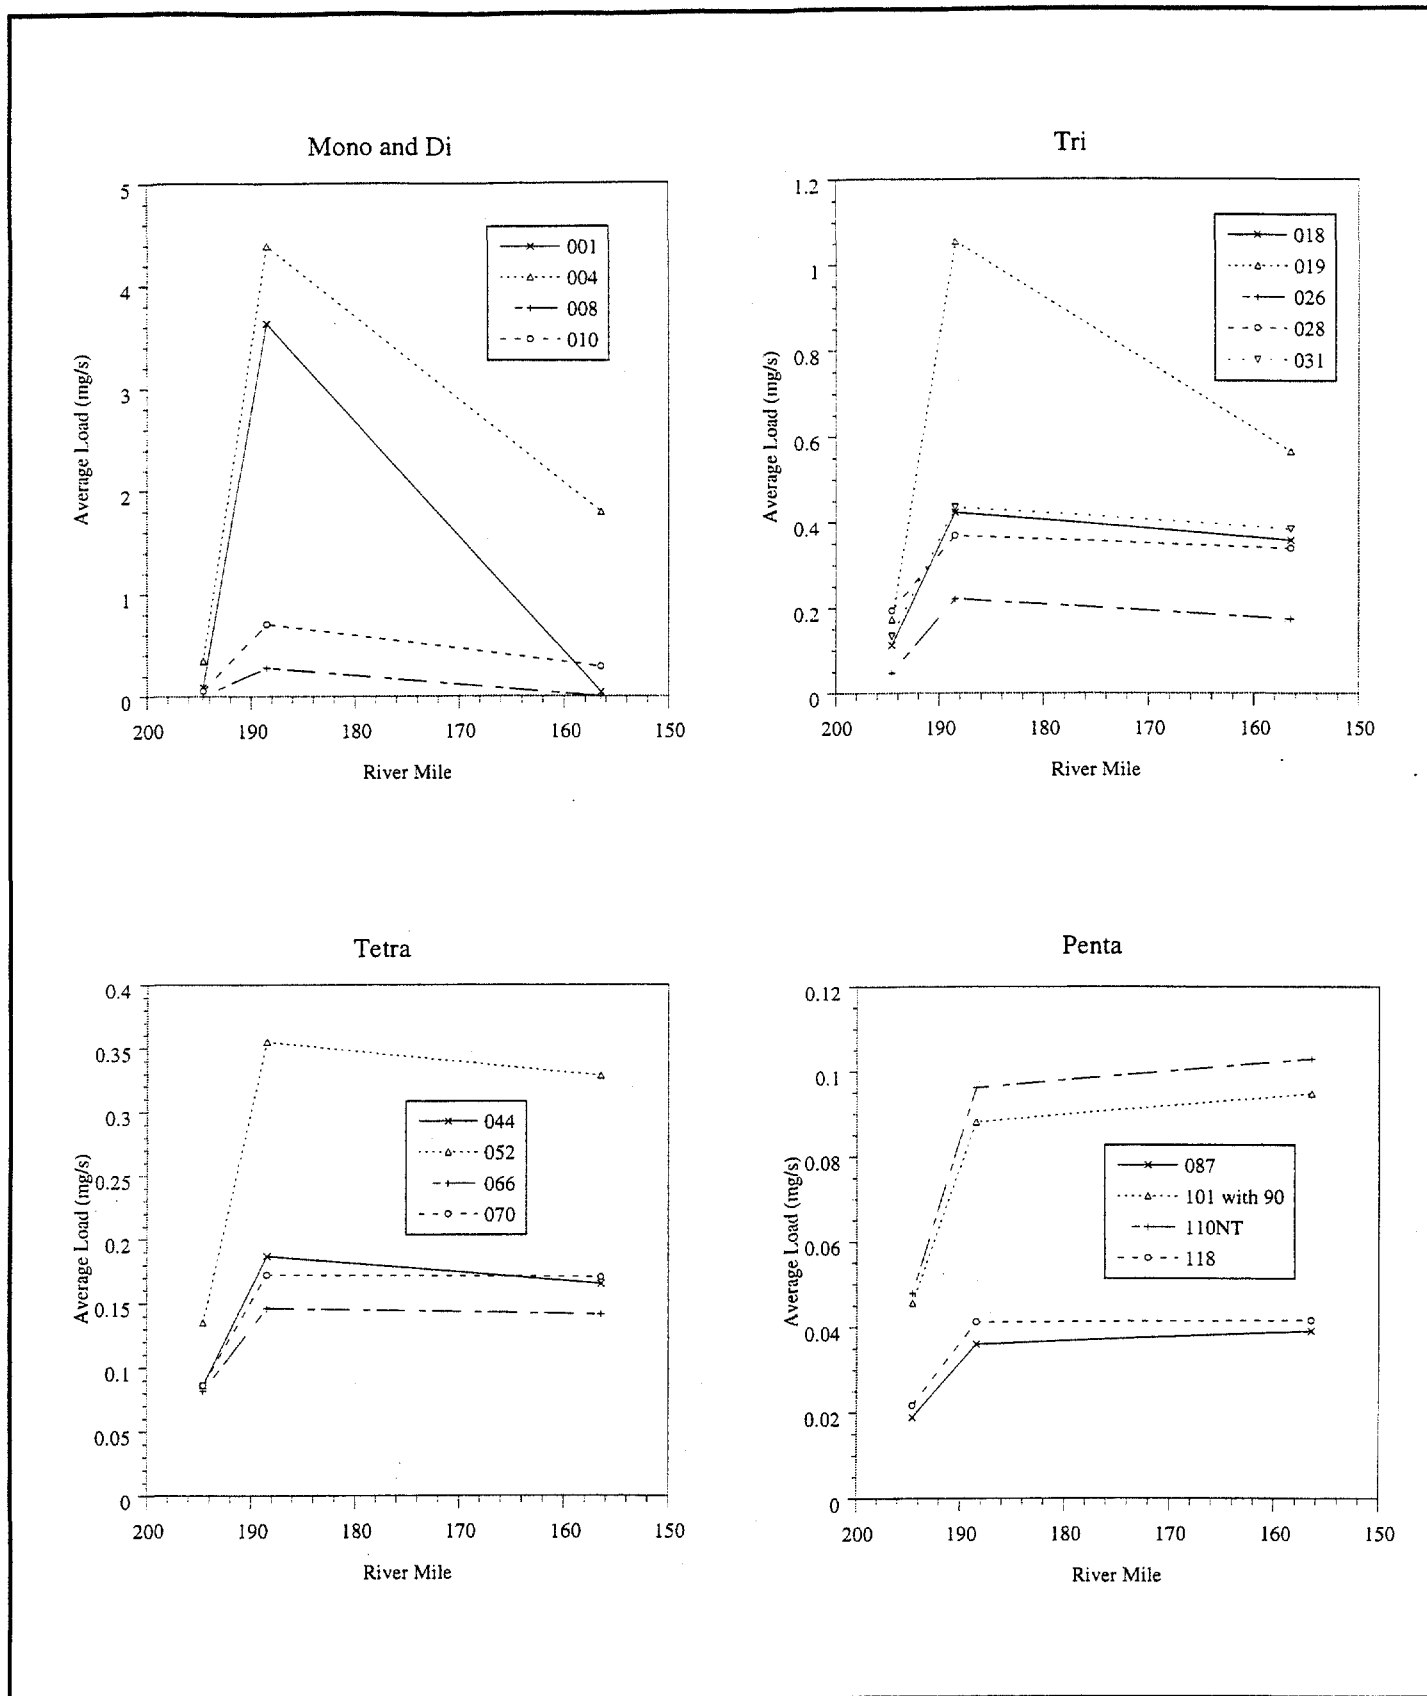 Mono and Di
5
4
3
2
1
0
Average Load (mg/s)
001
004
008
010
200 190 180 170 160 150
River Mile
Tri
1.2
1
0.8
0.6
0.4
0.2
0
Average Load (mg/s)
018
019
026
028
031
200 190 180 170 160 150
River Mile
Tetra
0.4
0.35
0.3
0.25
0.2
0.15
0.1
0.05
0
Average Load (mg/s)
044
052
066
070
200 190 180 170 160 150
River Mile
Penta
0.12
0.1
0.08
0.06
0.04
0.02
0
Average Load (mg/s)
087
101 with 90
110NT
118
200 190 180 170 160 150
River Mile